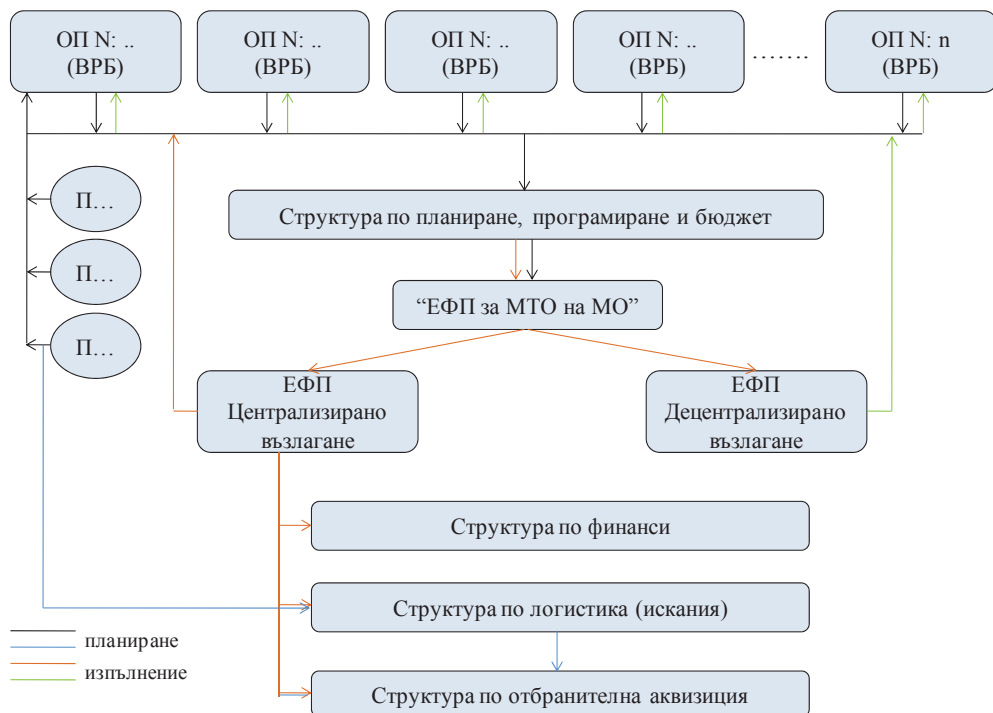 ОП N: ..
(ВРБ)
ОП N: ..
(ВРБ)
ОП N: ..
(ВРБ)
ОП N: ..
(ВРБ)
.......
ОП N: n
(ВРБ)
П...
Структура по планиране, програмиране и бюджет
П...
“ЕФП за МТО на МО”
П...
ЕФП
Централизирано
възлагане
ЕФП
Децентрализирано
възлагане
Структура по финанси
Структура по логистика (искания)
планиране
изпълнение
Структура по отбранителна аквизиция